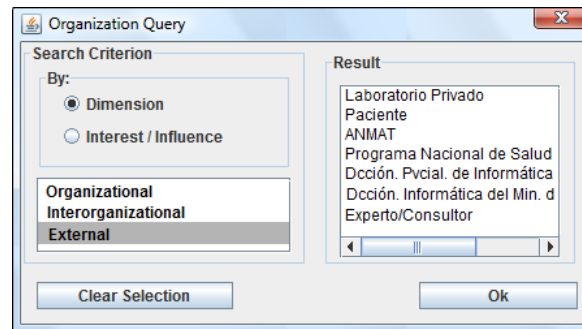 Organization Query
Search Criterion
By:
Dimension
Interest / Influence
Organizational
Interorganizational
External
Clear Selection
Result
Laboratorio Privado
Paciente
ANMAT
Programa Nacional de Salud
Dcción. Pvcial. de Informática
Dcción. Informática del Min. d
Experto/Consultor
Ok